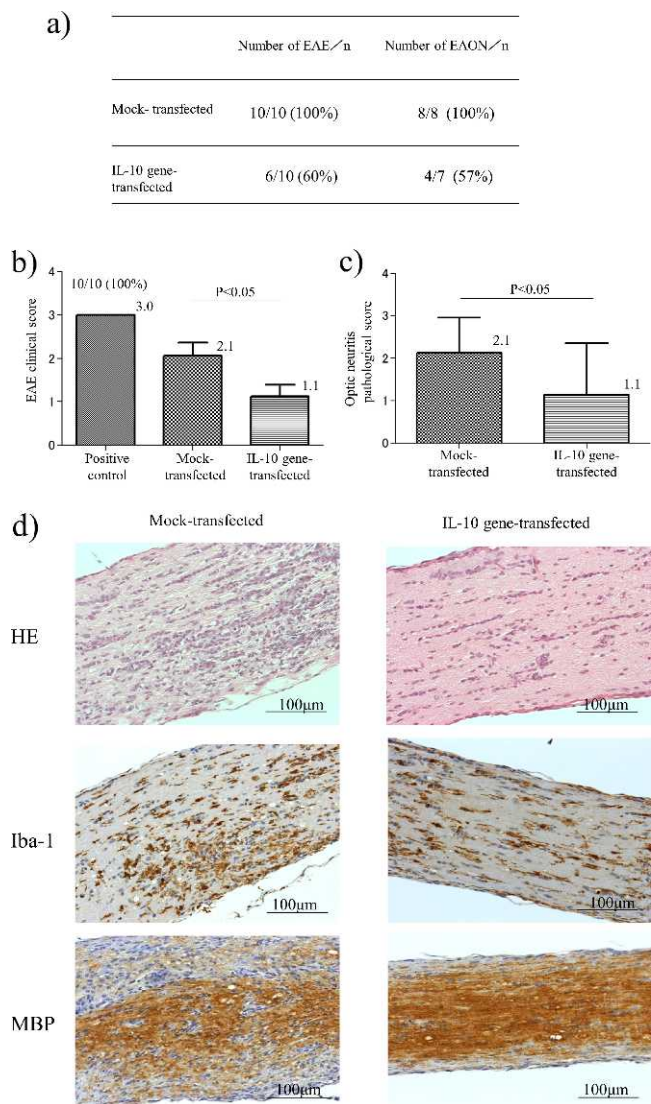 a)
Number of EAE/n Number of EAON/n
Mock- transfected 10/10 (100%) 8/8 (100%)
IL-10 gene-
transfected 6/10 (60%) 4/7 (57%)
b)
10/10 (100%)
3.0
P<0.05
2.1
1.1
EAE clinical score
4
3
2
1
0
Positive
control
Mock-
transfected
IL-10 gene-
transfected
c)
P<0.05
2.1
1.1
Optic neuritis
pathological score
4
3
2
1
0
Mock-
transfected
IL-10 gene-
transfected
d)
Mock-transfected IL-10 gene-transfected
HE
100μm 100μm
Iba-1
100μm 100μm
MBP
100μm 100μm